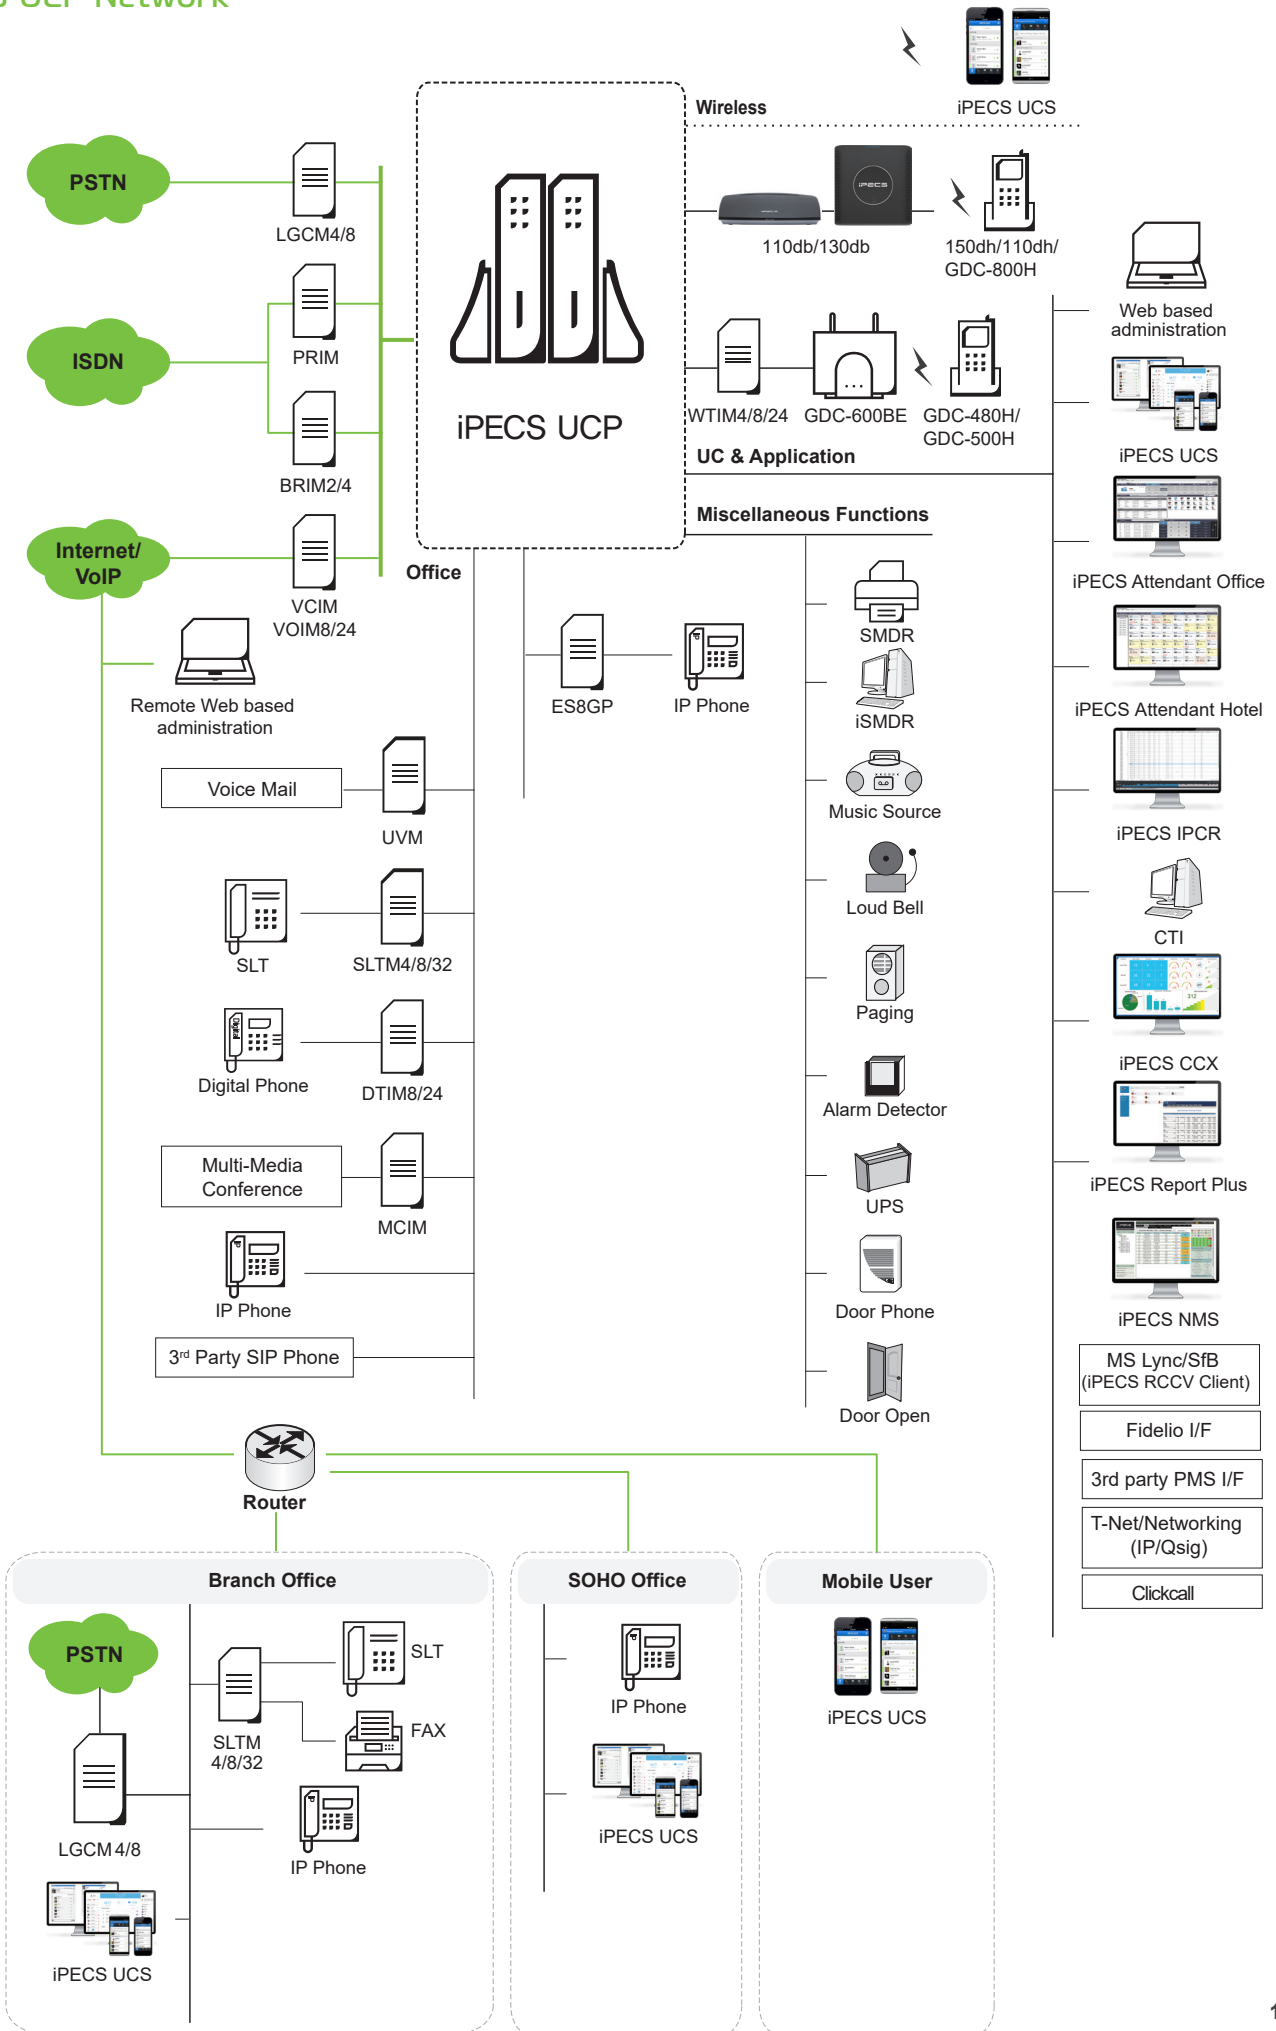 UCP Network
iPECS UCS
Wireless
PSTN
LGCM4/8
iPECS
110db/130db
150dh/110dh/
GDC-800H
Web based
administration
PRIM
ISDN
iPECS UCP
WTIM4/8/24
GDC-600BE
GDC-480H/
GDC-500H
UC & Application
iPECS UCS
BRIM2/4
Miscellaneous Functions
Internet/
VoIP
Office
iPECS Attendant Office
VCIM
VOIM8/24
SMDR
Remote Web based
administration
ES8GP
IP Phone
iSMDR
iPECS Attendant Hotel
Voice Mail
UVM
Music Source
iPECS IPCR
Loud Bell
SLT
SLTM4/8/32
CTI
Paging
Digital
Digital Phone
DTIM8/24
iPECS CCX
312
Alarm Detector
Multi-Media
Conference
MCIM
UPS
iPECS Report Plus
IP Phone
Door Phone
iPECS NMS
3rd Party SIP Phone
MS Lync/SfB
(iPECS RCCV Client)
Door Open
Fidelio I/F
Router
3rd party PMS I/F
T-Net/Networking
(IP/Qsig)
Clickcall
Branch Office
SOHO Office
Mobile User
PSTN
SLT
SLTM
4/8/32
FAX
LGCM 4/8
IP Phone
iPECS UCS
IP Phone
iPECS UCS
iPECS UCS
1